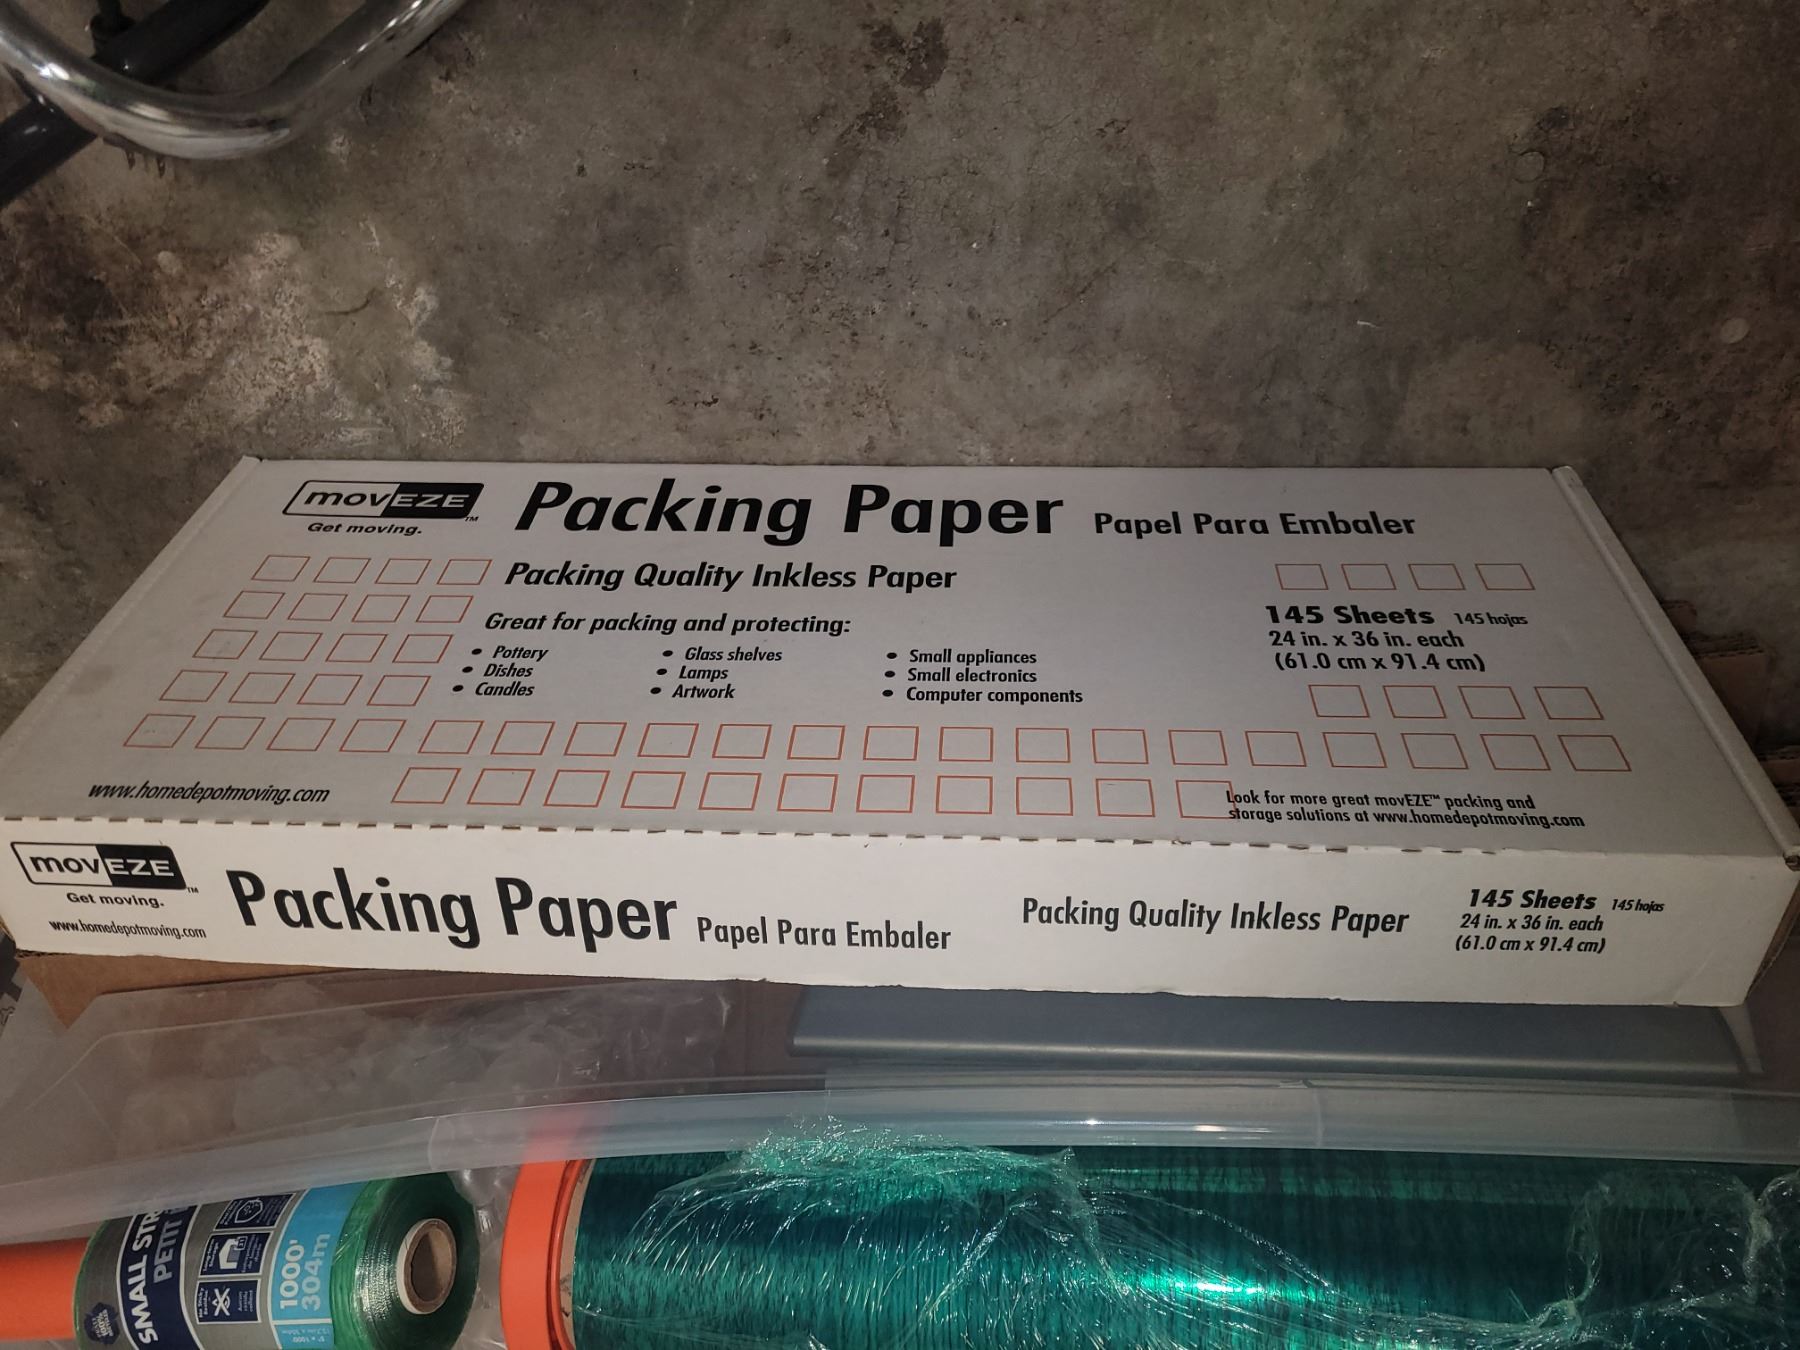 movEZE™
Get moving.
Packing Paper Papel Para Embaler
Packing Quality Inkless Paper
Great for packing and protecting:
• Pottery
• Dishes
• Candles
• Glass shelves
• Lamps
• Artwork
• Small appliances
• Small electronics
• Computer components
145 Sheets 145 hojas
24 in. x 36 in. each
(61.0 cm x 91.4 cm)
www.homedepotmoving.com
Look for more great movEZE™ packing and
storage solutions at www.homedepotmoving.com
movEZE™
Get moving.
www.homedepotmoving.com
Packing Paper Papel Para Embaler
Packing Quality Inkless Paper
145 Sheets 145 hojas
24 in. x 36 in. each
(61.0 cm x 91.4 cm)
SMALL
PETIT
1000'
304m